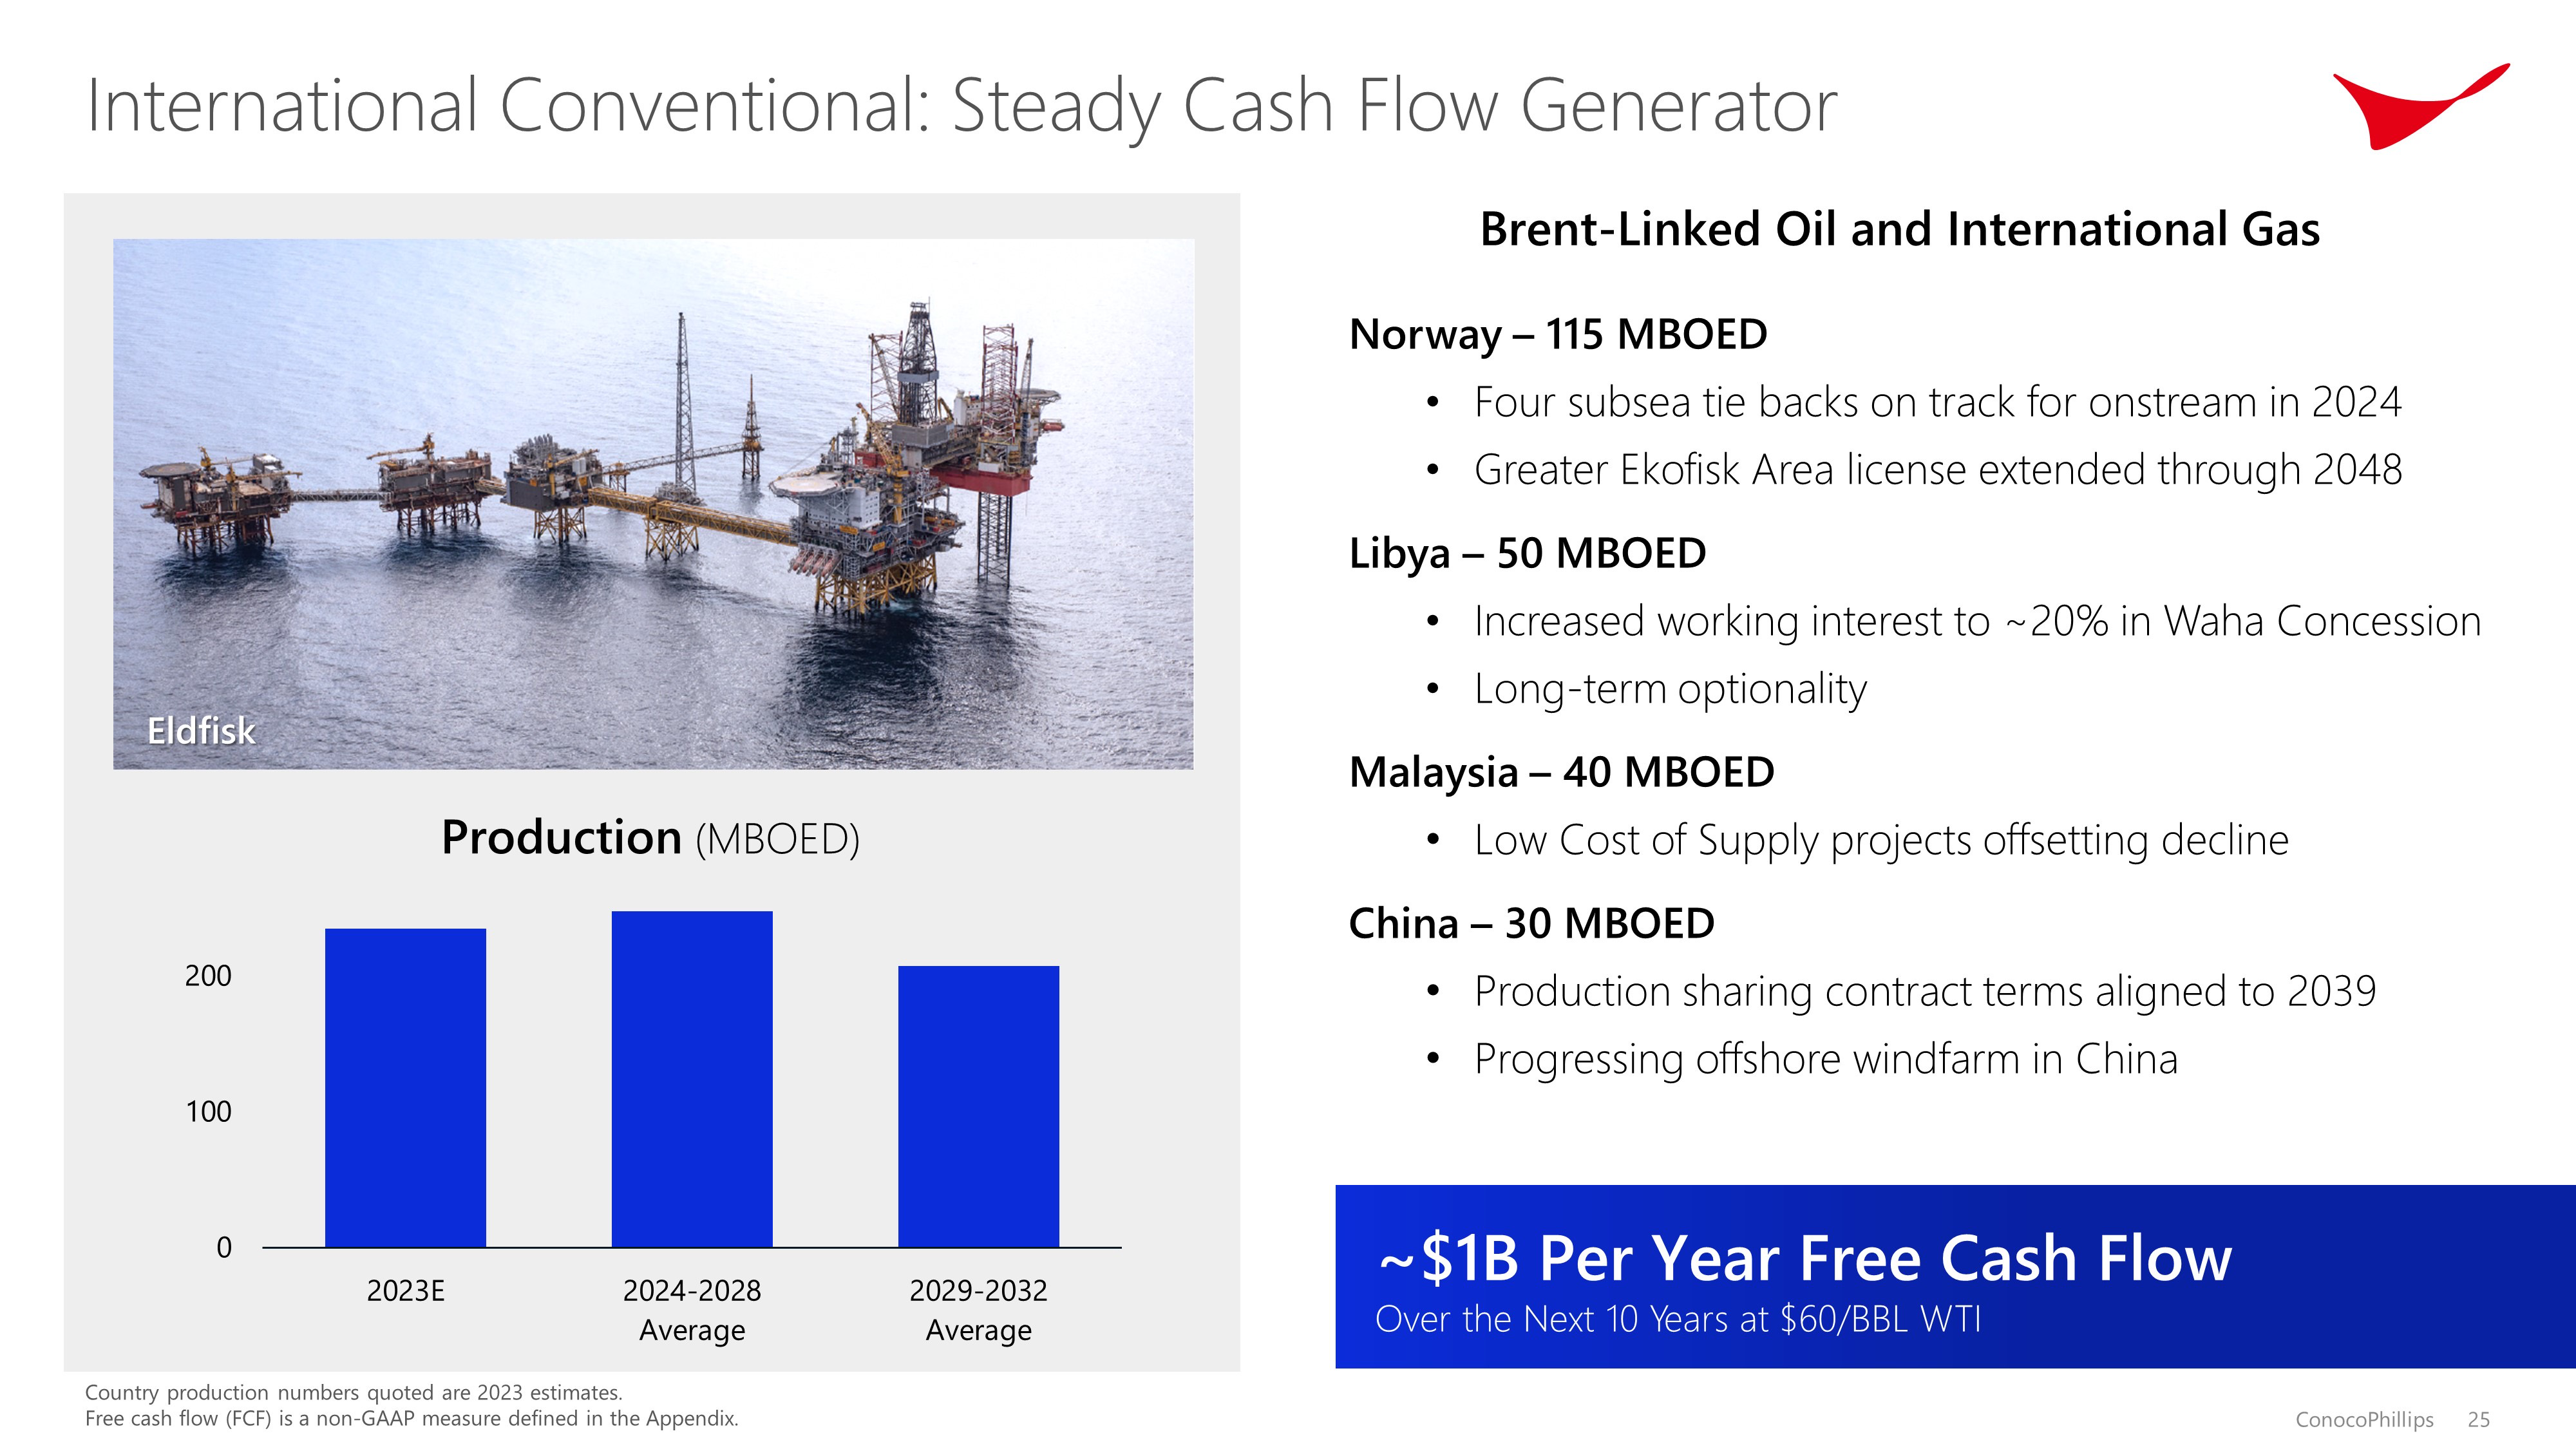 International Conventional: Steady Cash Flow Generator
Eldfisk
Production (MBOED)
200
100
0
2023E
2024-2028
Average
2029-2032
Average
Brent-Linked Oil and International Gas
Norway – 115 MBOED
• Four subsea tie backs on track for onstream in 2024
• Greater Ekofisk Area license extended through 2048
Libya – 50 MBOED
• Increased working interest to ~20% in Waha Concession
• Long-term optionality
Malaysia – 40 MBOED
• Low Cost of Supply projects offsetting decline
China – 30 MBOED
• Production sharing contract terms aligned to 2039
• Progressing offshore windfarm in China
~$1B Per Year Free Cash Flow
Over the Next 10 Years at $60/BBL WTI
Country production numbers quoted are 2023 estimates.
Free cash flow (FCF) is a non-GAAP measure defined in the Appendix.
ConocoPhillips 25